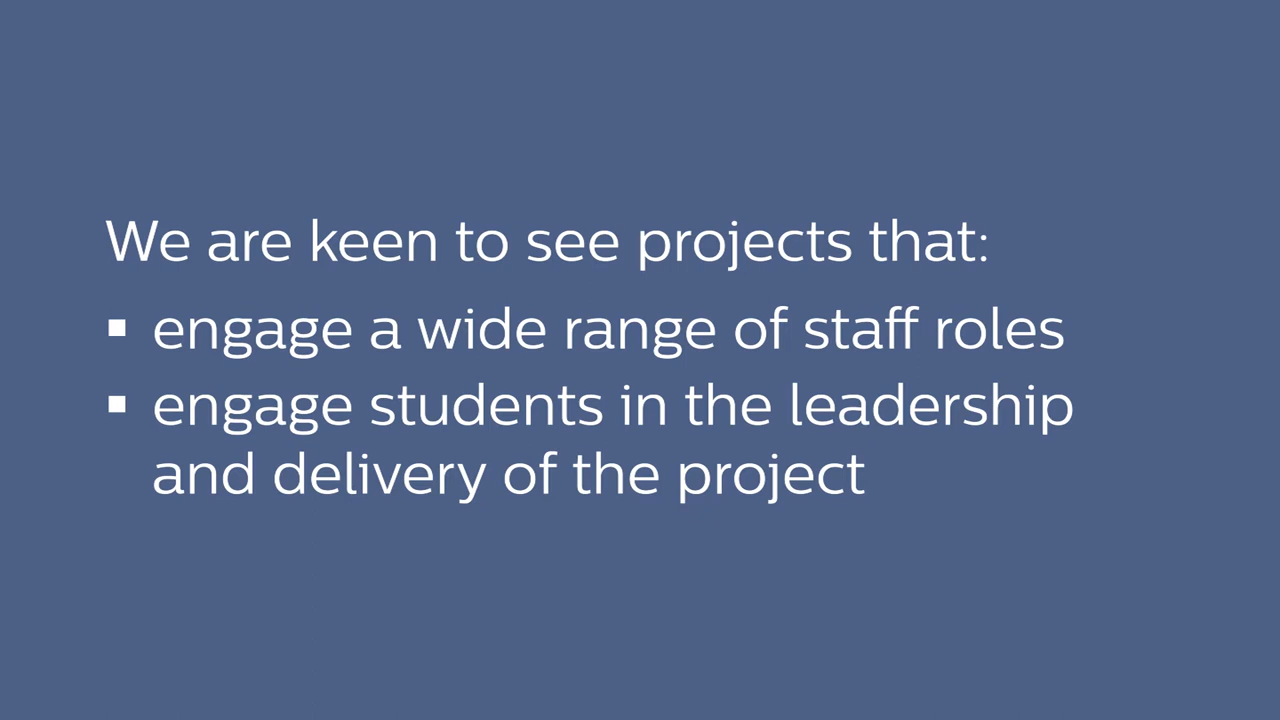 We are keen to see projects that:
▪ engage a wide range of staff roles
▪ engage students in the leadership
and delivery of the project